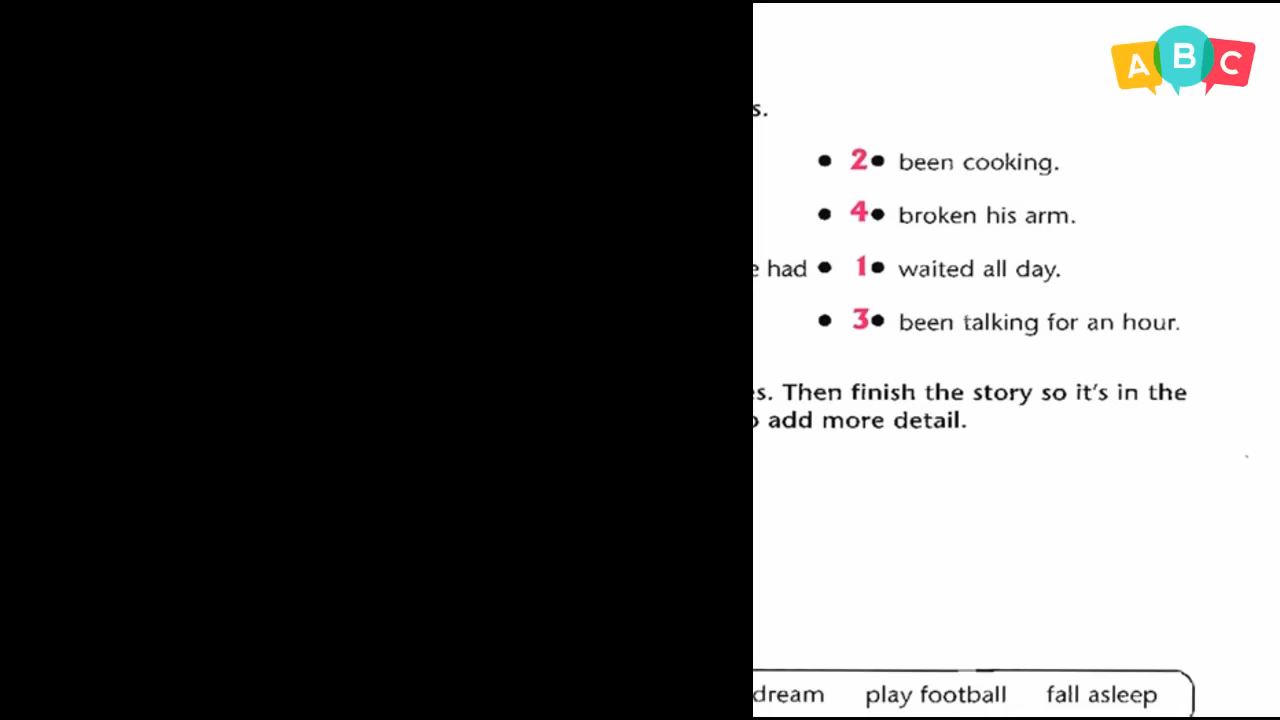 A B C
s.
2 been cooking.
4 broken his arm.
had 1 waited all day.
3 been talking for an hour.
Then finish the story so it's in the
add more detail.
dream play football fall asleep